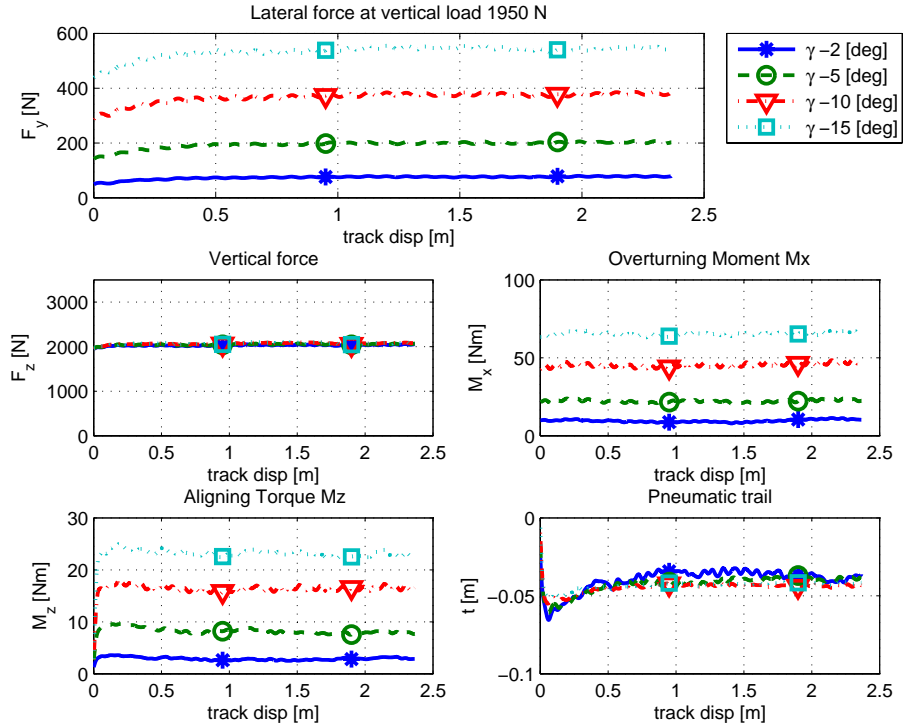 Lateral force at vertical load 1950 N
600
400
200
0
F_y [N]
0
0.5
1
1.5
2
2.5
track disp [m]
γ −2 [deg]
γ −5 [deg]
γ −10 [deg]
γ −15 [deg]
Vertical force
3000
2000
1000
0
F_z [N]
0
0.5
1
1.5
2
2.5
track disp [m]
Overturning Moment Mx
100
50
0
M_x [Nm]
0
0.5
1
1.5
2
2.5
track disp [m]
Aligning Torque Mz
30
20
10
0
M_z [Nm]
0
0.5
1
1.5
2
2.5
track disp [m]
Pneumatic trail
0
−0.05
−0.1
t [m]
0
0.5
1
1.5
2
2.5
track disp [m]